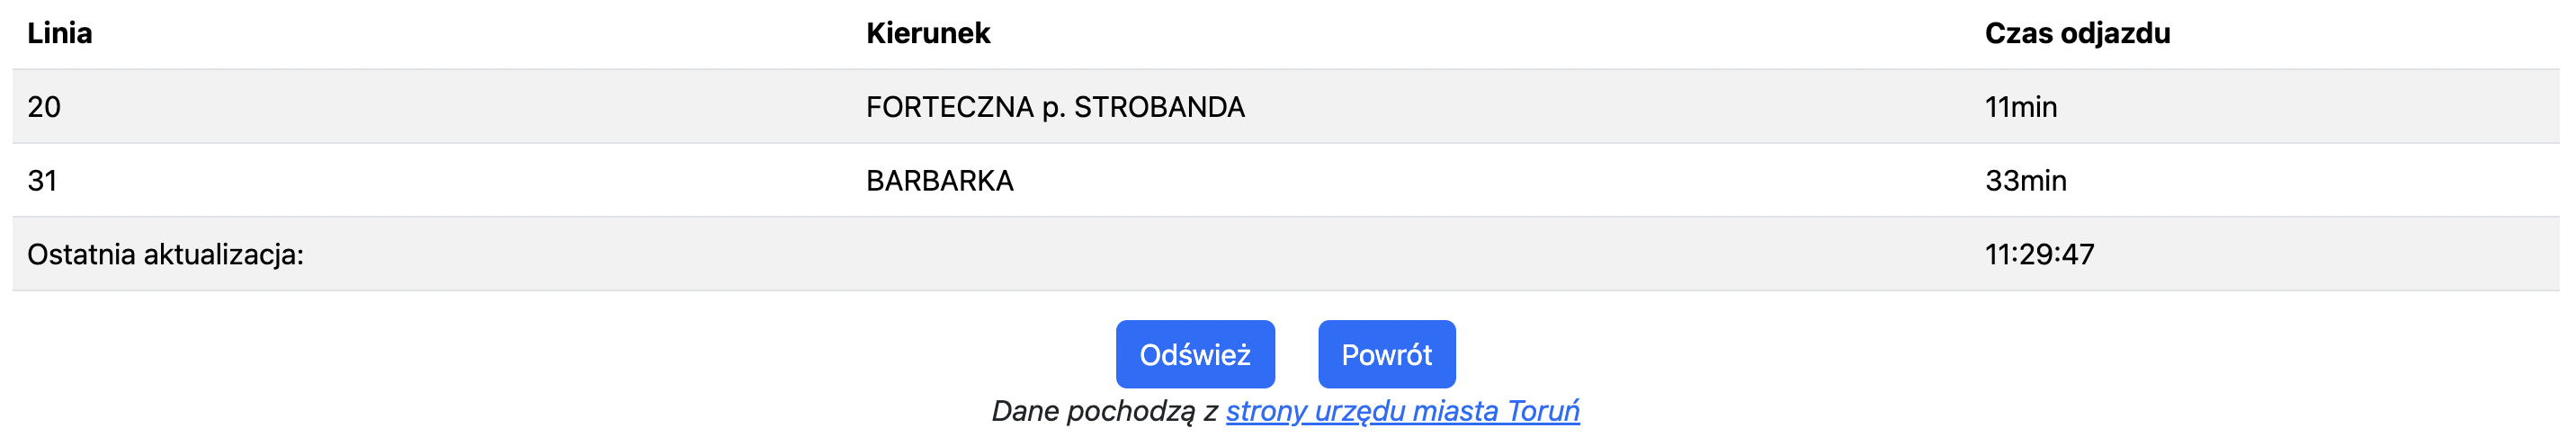 Linia Kierunek Czas odjazdu
20 FORTECZNA p. STROBANDA 11min
31 BARBARKA 33min
Ostatnia aktualizacja: 11:29:47
Odśwież Powrót
Dane pochodzą z strony urzędu miasta Toruń